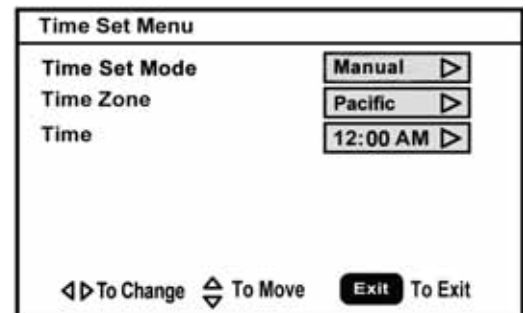 Time Set Menu
Time Set Mode Manual
Time Zone Pacific
Time 12:00 AM
To Change To Move Exit To Exit